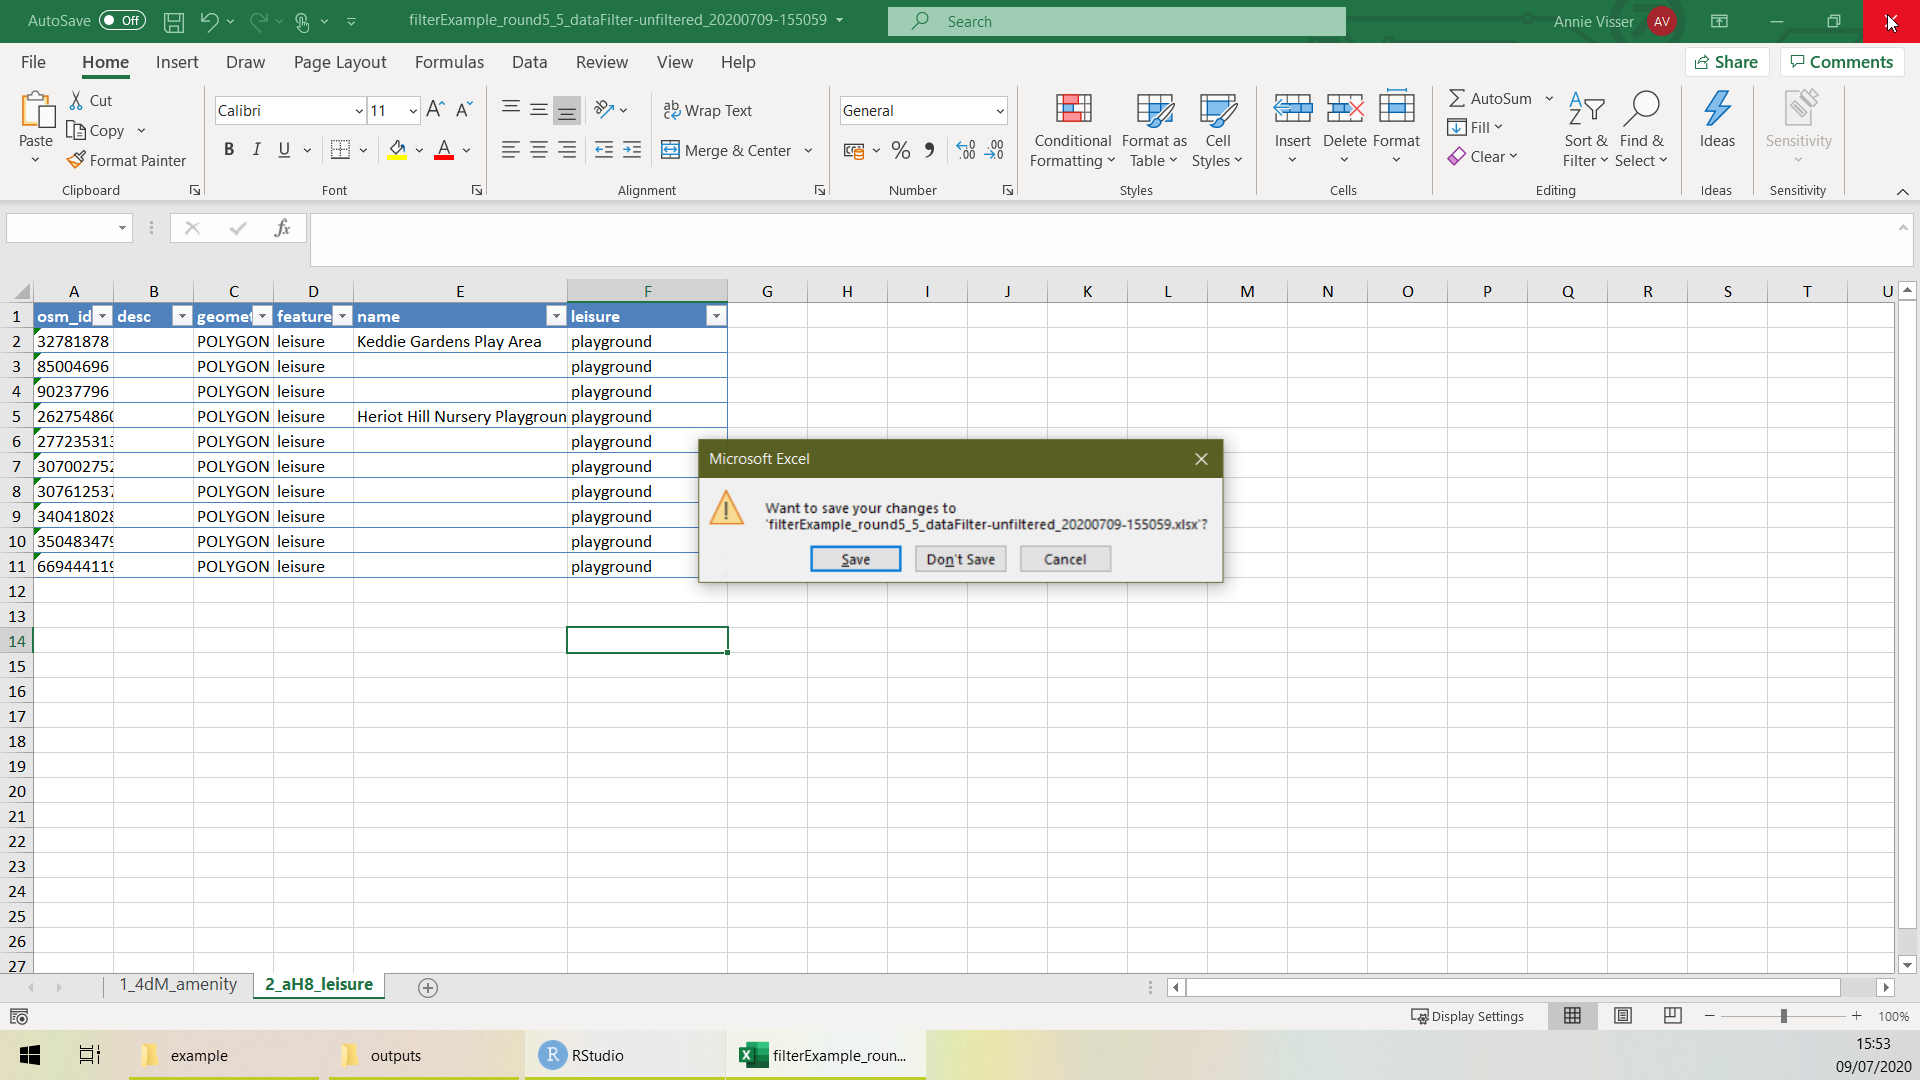 AutoSave Off filterExample_round5_5_dataFilter-unfiltered_20200709-155059 Search Annie Visser AV
File Home Insert Draw Page Layout Formulas Data Review View Help Share Comments
Paste Cut Copy Format Painter
Clipboard
Calibri 11
B I U A
Font
Wrap Text
Merge & Center
Alignment
General
Number
Conditional Formatting Format as Table Cell Styles
Styles
Insert Delete Format
Cells
AutoSum
Fill
Clear
Sort & Filter Find & Select
Editing
Ideas
Ideas
Sensitivity
Sensitivity
fx
A B C D E F G H I J K L M N O P Q R S T U
1 osm_id desc geomet feature name leisure
2 32781878 POLYGON leisure Keddie Gardens Play Area playground
3 85004696 POLYGON leisure playground
4 90237796 POLYGON leisure playground
5 262754860 POLYGON leisure Heriot Hill Nursery Playgroun playground
6 277235313 POLYGON leisure playground
7 307002752 POLYGON leisure playground
8 307612537 POLYGON leisure playground
9 340418028 POLYGON leisure playground
10 350483479 POLYGON leisure playground
11 669444119 POLYGON leisure playground
Microsoft Excel
Want to save your changes to
'filterExample_round5_5_dataFilter-unfiltered_20200709-155059.xlsx'?
Save Don't Save Cancel
12
13
14
15
16
17
18
19
20
21
22
23
24
25
26
27
1_4dM_amenity 2_aH8_leisure
Display Settings 100%
example outputs R RStudio filterExample_roun...
15:53
09/07/2020